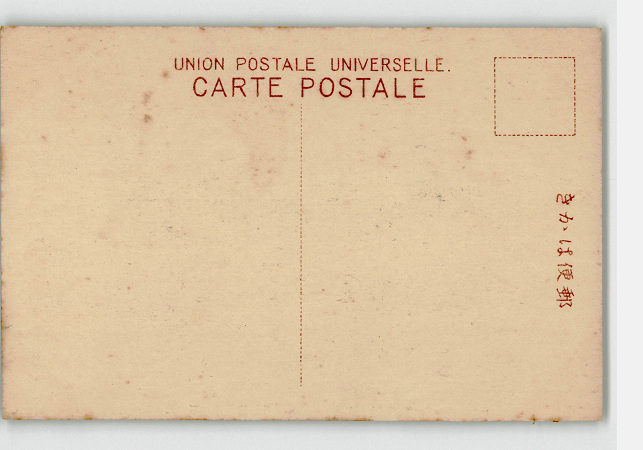 UNION POSTALE UNIVERSELLE.
CARTE POSTALE
きかは便郵